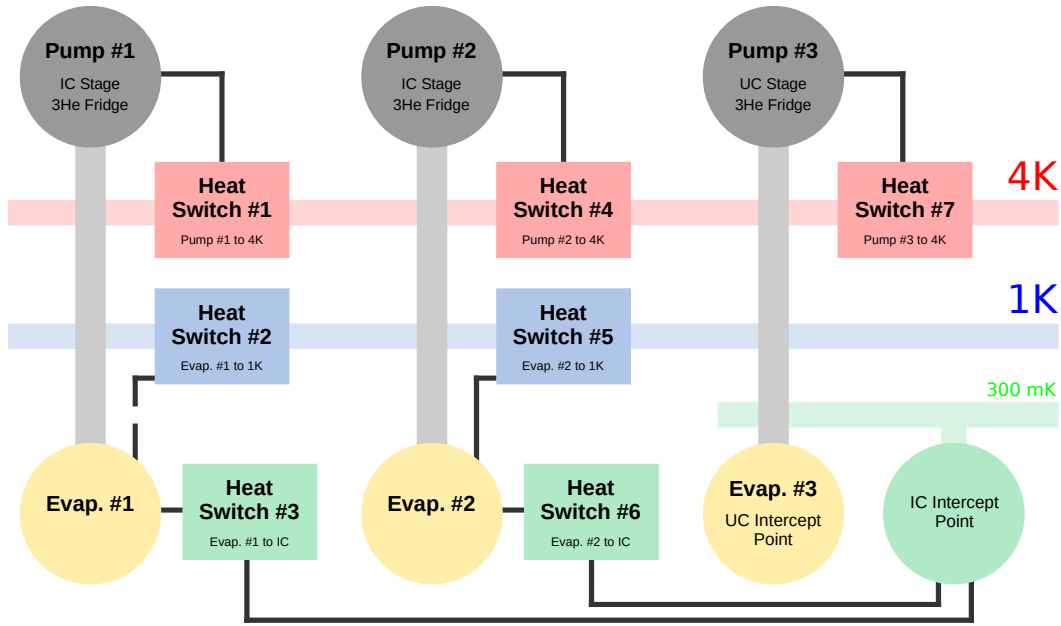 Pump #1
IC Stage
3He Fridge
Pump #2
IC Stage
3He Fridge
Pump #3
UC Stage
3He Fridge
4K
Heat
Switch #1
Pump #1 to 4K
Heat
Switch #4
Pump #2 to 4K
Heat
Switch #7
Pump #3 to 4K
1K
Heat
Switch #2
Evap. #1 to 1K
Heat
Switch #5
Evap. #2 to 1K
300 mK
Evap. #1
Heat
Switch #3
Evap. #1 to IC
Evap. #2
Heat
Switch #6
Evap. #2 to IC
Evap. #3
UC Intercept
Point
IC Intercept
Point